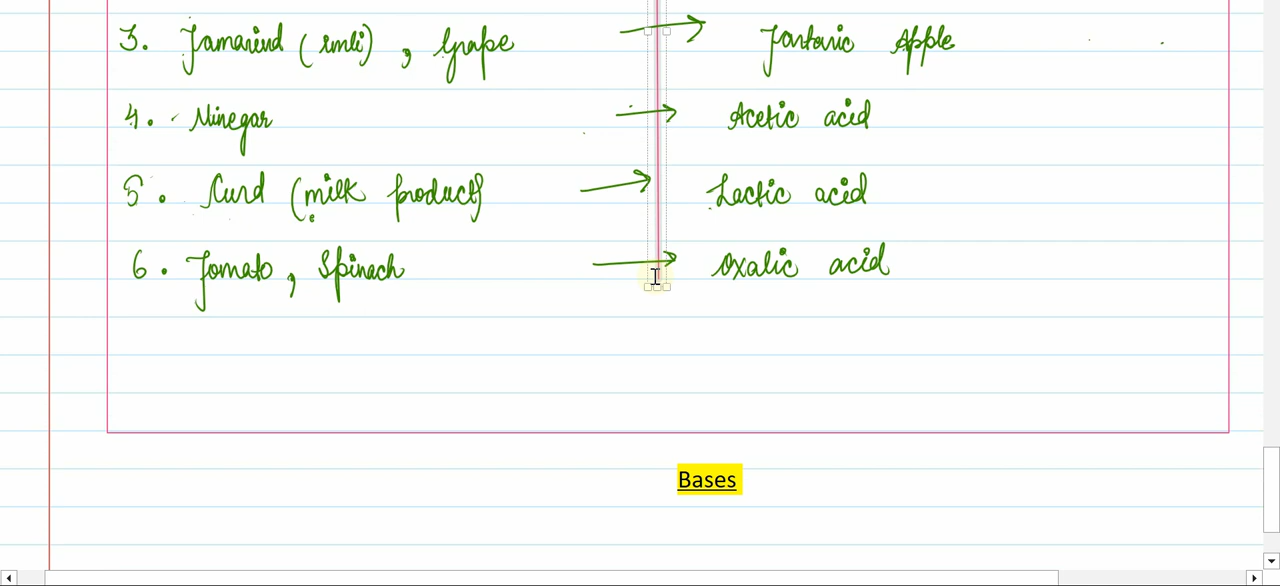 3. Tamarind (imli), Grape → Tartaric Apple
4. Vinegar → Acetic acid
5. Curd (milk product) → Lactic acid
6. Tomato, Spinach → Oxalic acid
Bases